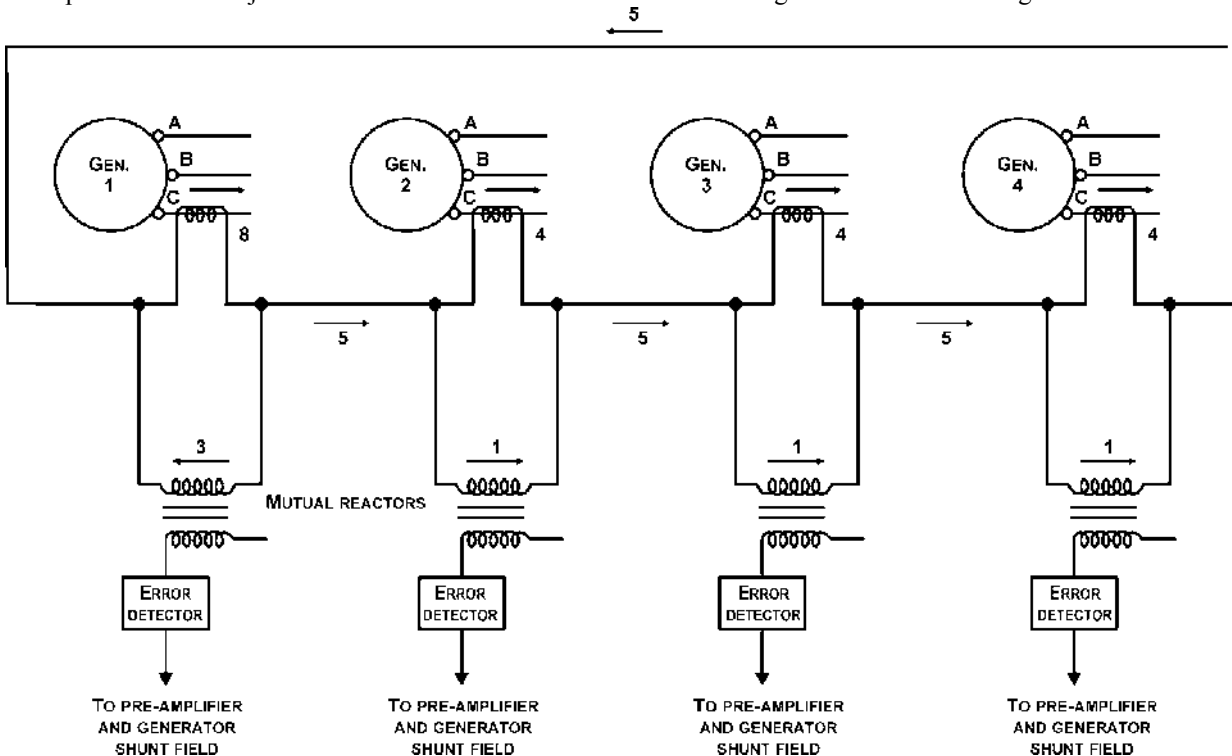 5
A
GEN.
1
B
C
8
A
GEN.
2
B
C
4
A
GEN.
3
B
C
4
A
GEN.
4
B
C
4
5
5
5
3
1
1
1
MUTUAL REACTORS
ERROR
DETECTOR
ERROR
DETECTOR
ERROR
DETECTOR
ERROR
DETECTOR
TO PRE-AMPLIFIER
AND GENERATOR
SHUNT FIELD
TO PRE-AMPLIFIER
AND GENERATOR
SHUNT FIELD
TO PRE-AMPLIFIER
AND GENERATOR
SHUNT FIELD
TO PRE-AMPLIFIER
AND GENERATOR
SHUNT FIELD